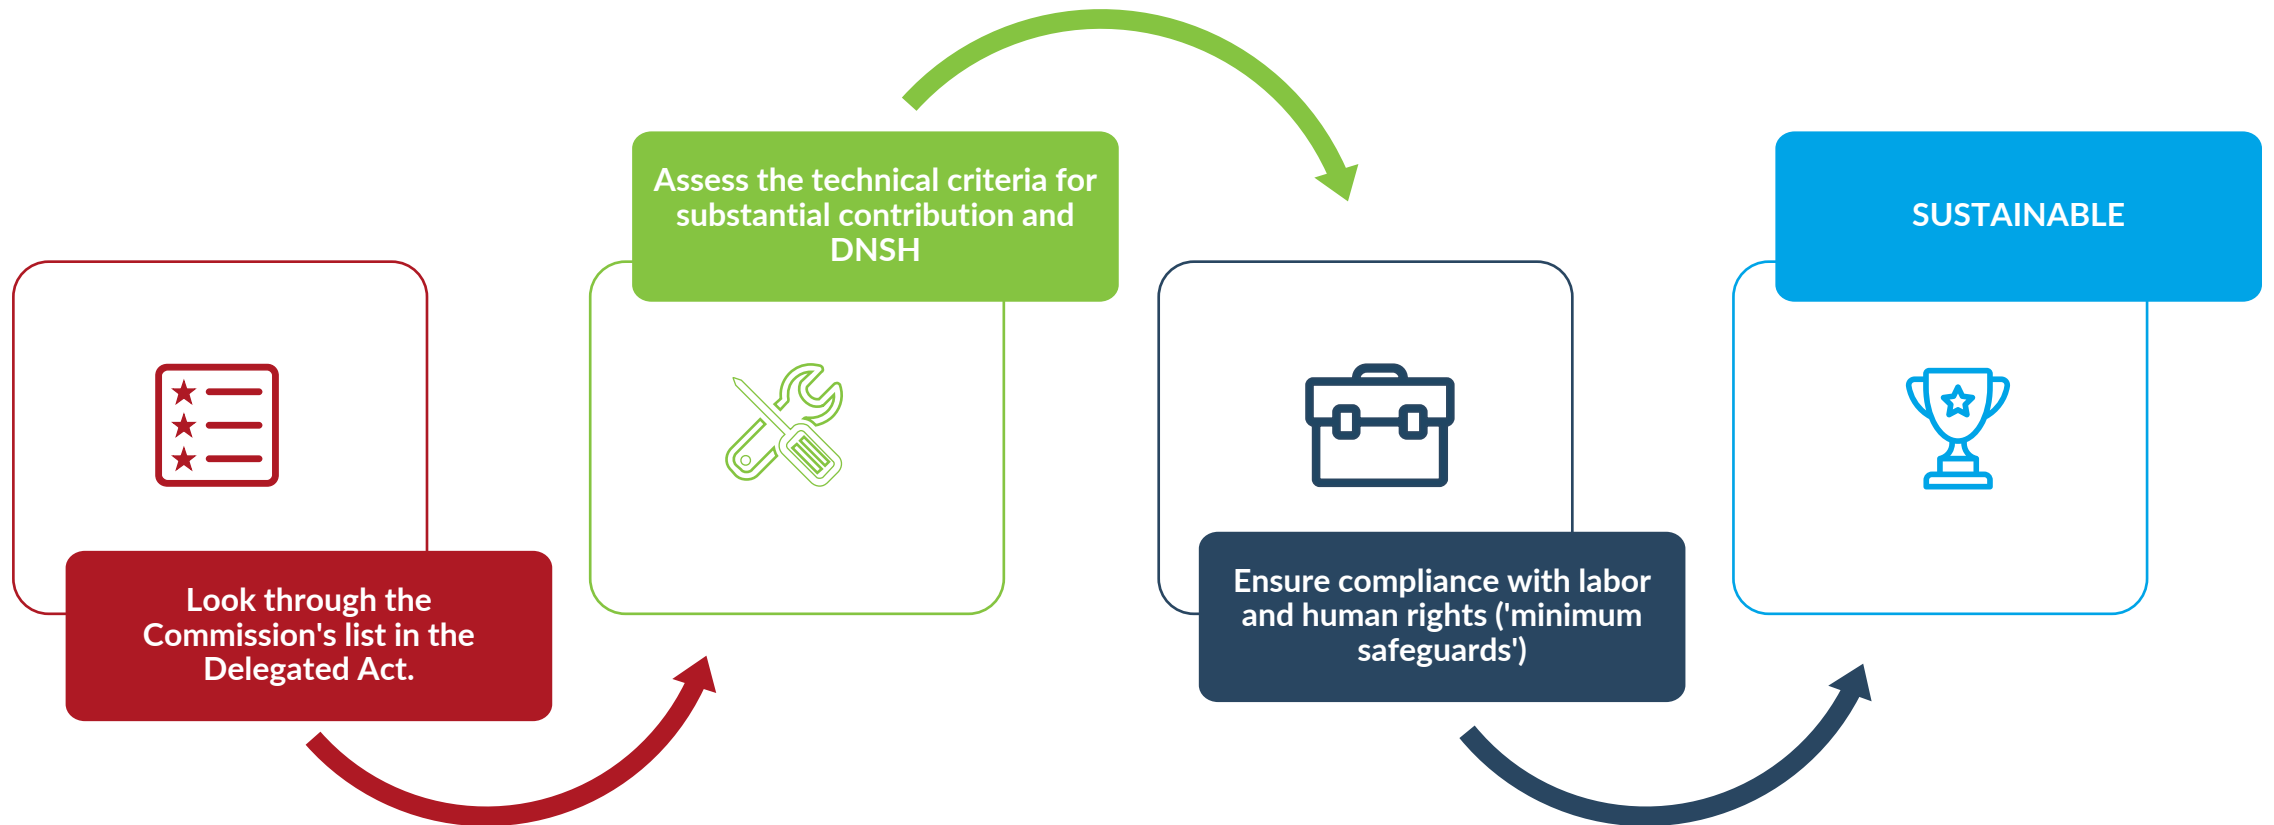 Look through the
Commission's list in the
Delegated Act.
Assess the technical criteria for
substantial contribution and
DNSH
Ensure compliance with labor
and human rights ('minimum
safeguards')
SUSTAINABLE